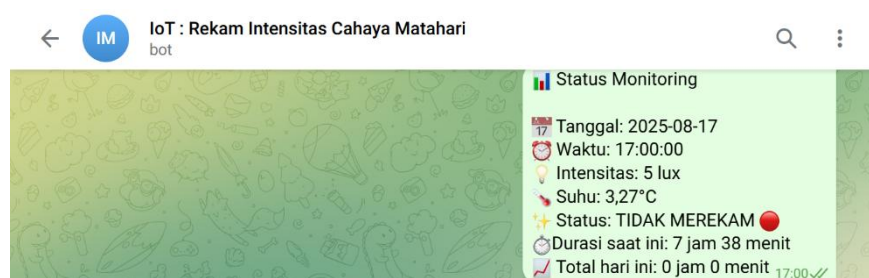 IM
IoT : Rekam Intensitas Cahaya Matahari
bot
Status Monitoring
17 Tanggal: 2025-08-17
Waktu: 17:00:00
Intensitas: 5 lux
Suhu: 3,27°C
Status: TIDAK MEREKAM
Durasi saat ini: 7 jam 38 menit
Total hari ini: 0 jam 0 menit 17:00